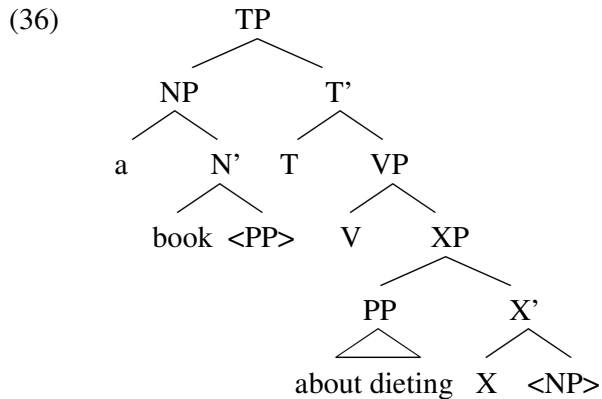 (36) TP
NP T’
a N’ T VP
book <PP> V XP
PP X’
about dieting X <NP>